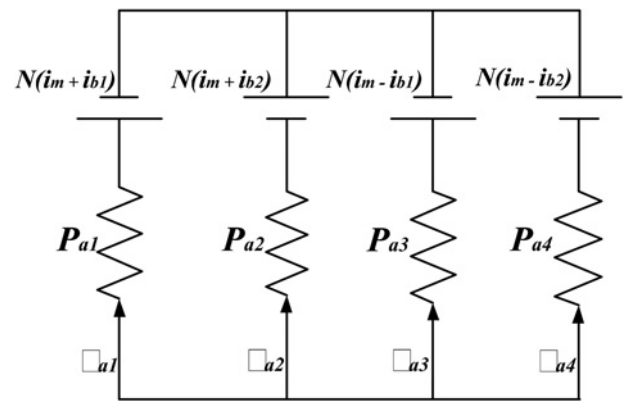 N(im + ib1) N(im + ib2) N(im - ib1) N(im - ib2)
Pa1 Pa2 Pa3 Pa4
□a1 □a2 □a3 □a4